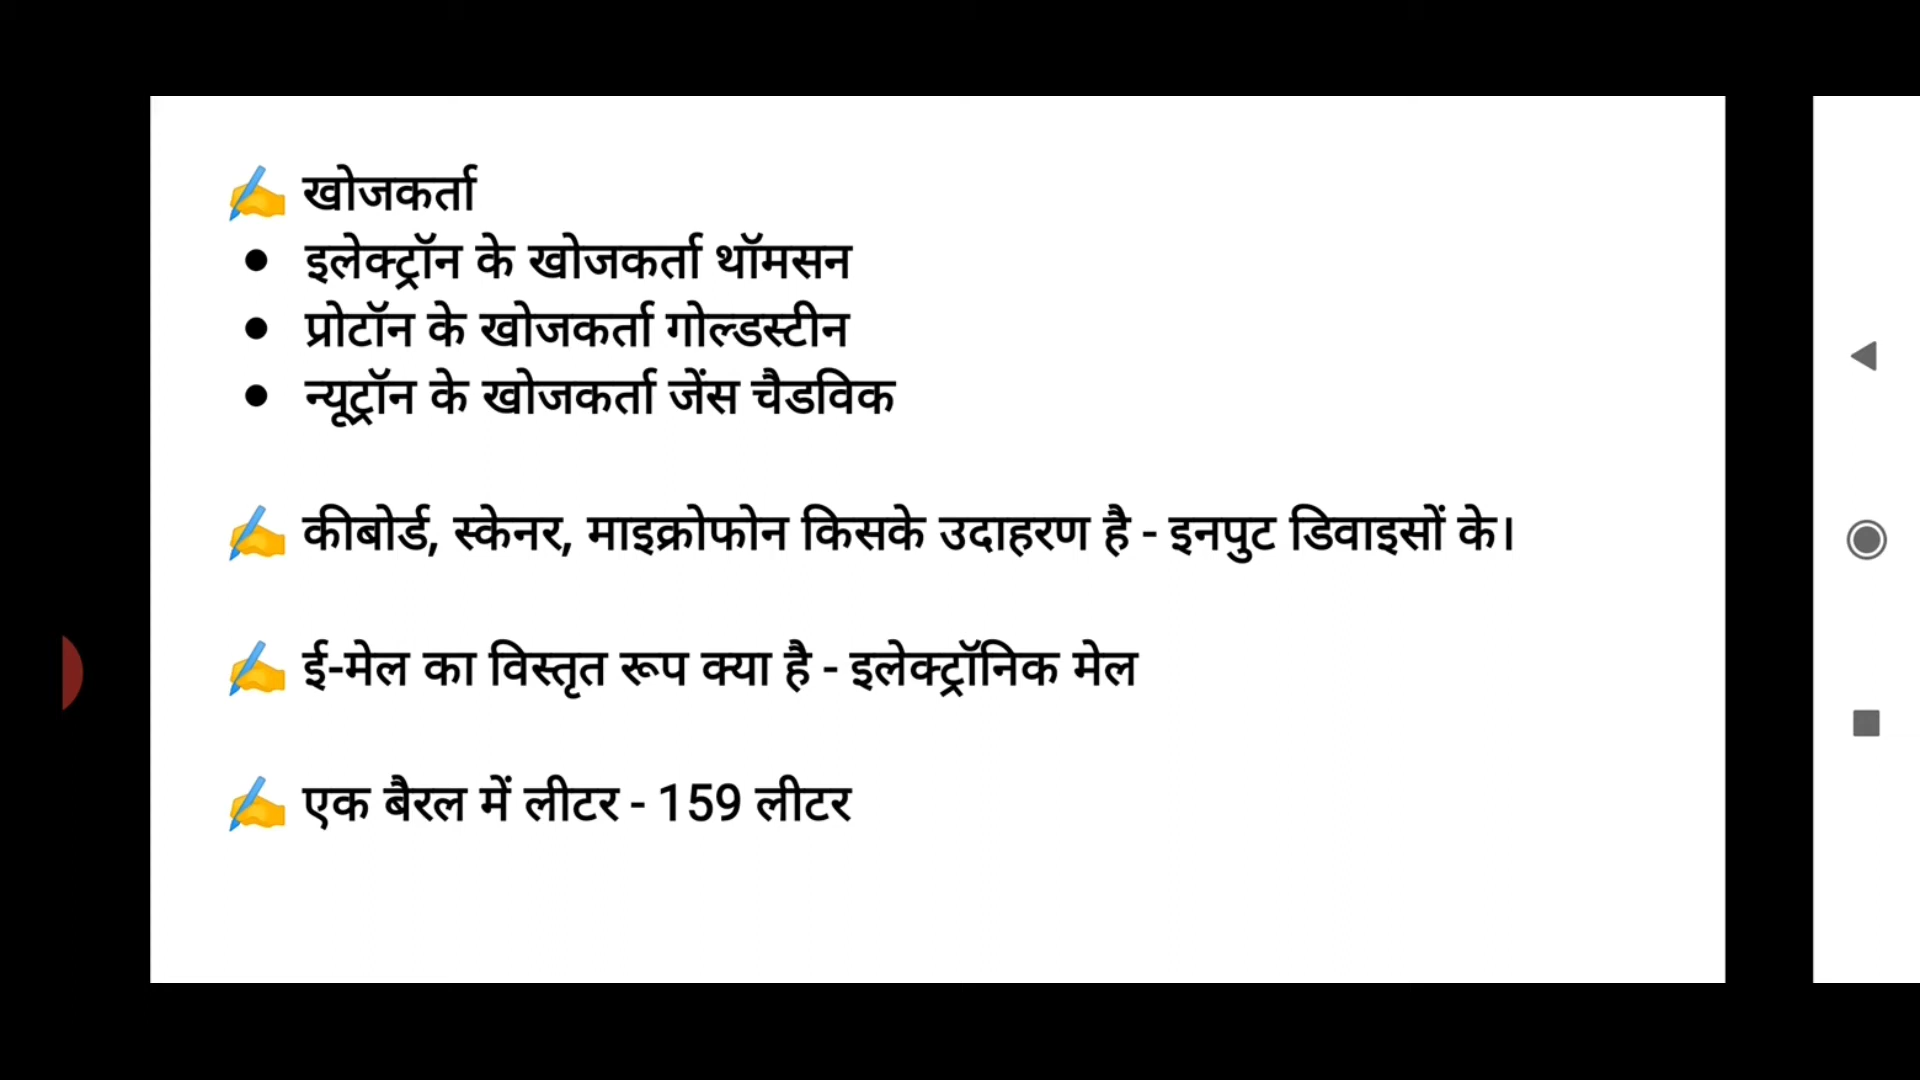 ✍️ खोजकर्ता
● इलेक्ट्रॉन के खोजकर्ता थॉमसन
● प्रोटॉन के खोजकर्ता गोल्डस्टीन
● न्यूट्रॉन के खोजकर्ता जेंस चैडविक
✍️ कीबोर्ड, स्केनर, माइक्रोफोन किसके उदाहरण है - इनपुट डिवाइसों के।
✍️ ई-मेल का विस्तृत रूप क्या है - इलेक्ट्रॉनिक मेल
✍️ एक बैरल में लीटर - 159 लीटर